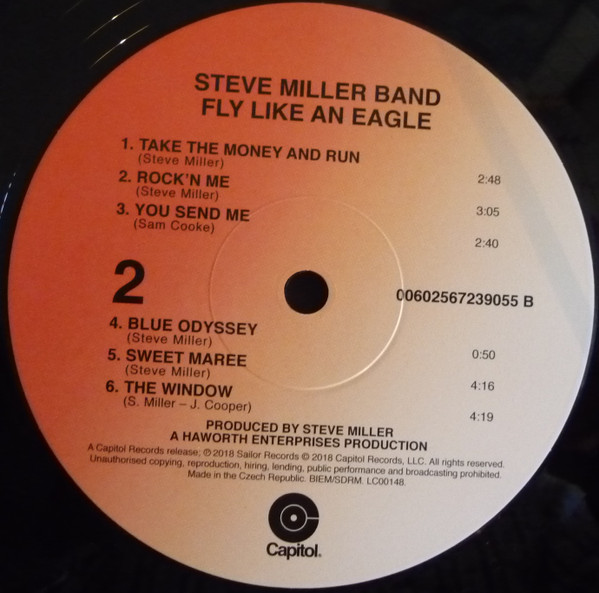 STEVE MILLER BAND
FLY LIKE AN EAGLE
1. TAKE THE MONEY AND RUN
(Steve Miller) 2:48
2. ROCK'N ME
(Steve Miller) 3:05
3. YOU SEND ME
(Sam Cooke) 2:40
2 00602567239055 B
4. BLUE ODYSSEY
(Steve Miller) 0:50
5. SWEET MAREE
(Steve Miller) 4:16
6. THE WINDOW
(S. Miller – J. Cooper) 4:19
PRODUCED BY STEVE MILLER
A HAWORTH ENTERPRISES PRODUCTION
A Capitol Records release; ℗ 2018 Sailor Records © 2018 Capitol Records, LLC. All rights reserved.
Unauthorised copying, reproduction, hiring, lending, public performance and broadcasting prohibited.
Made in the Czech Republic. BIEM/SDRM. LC00148.
Capitol®